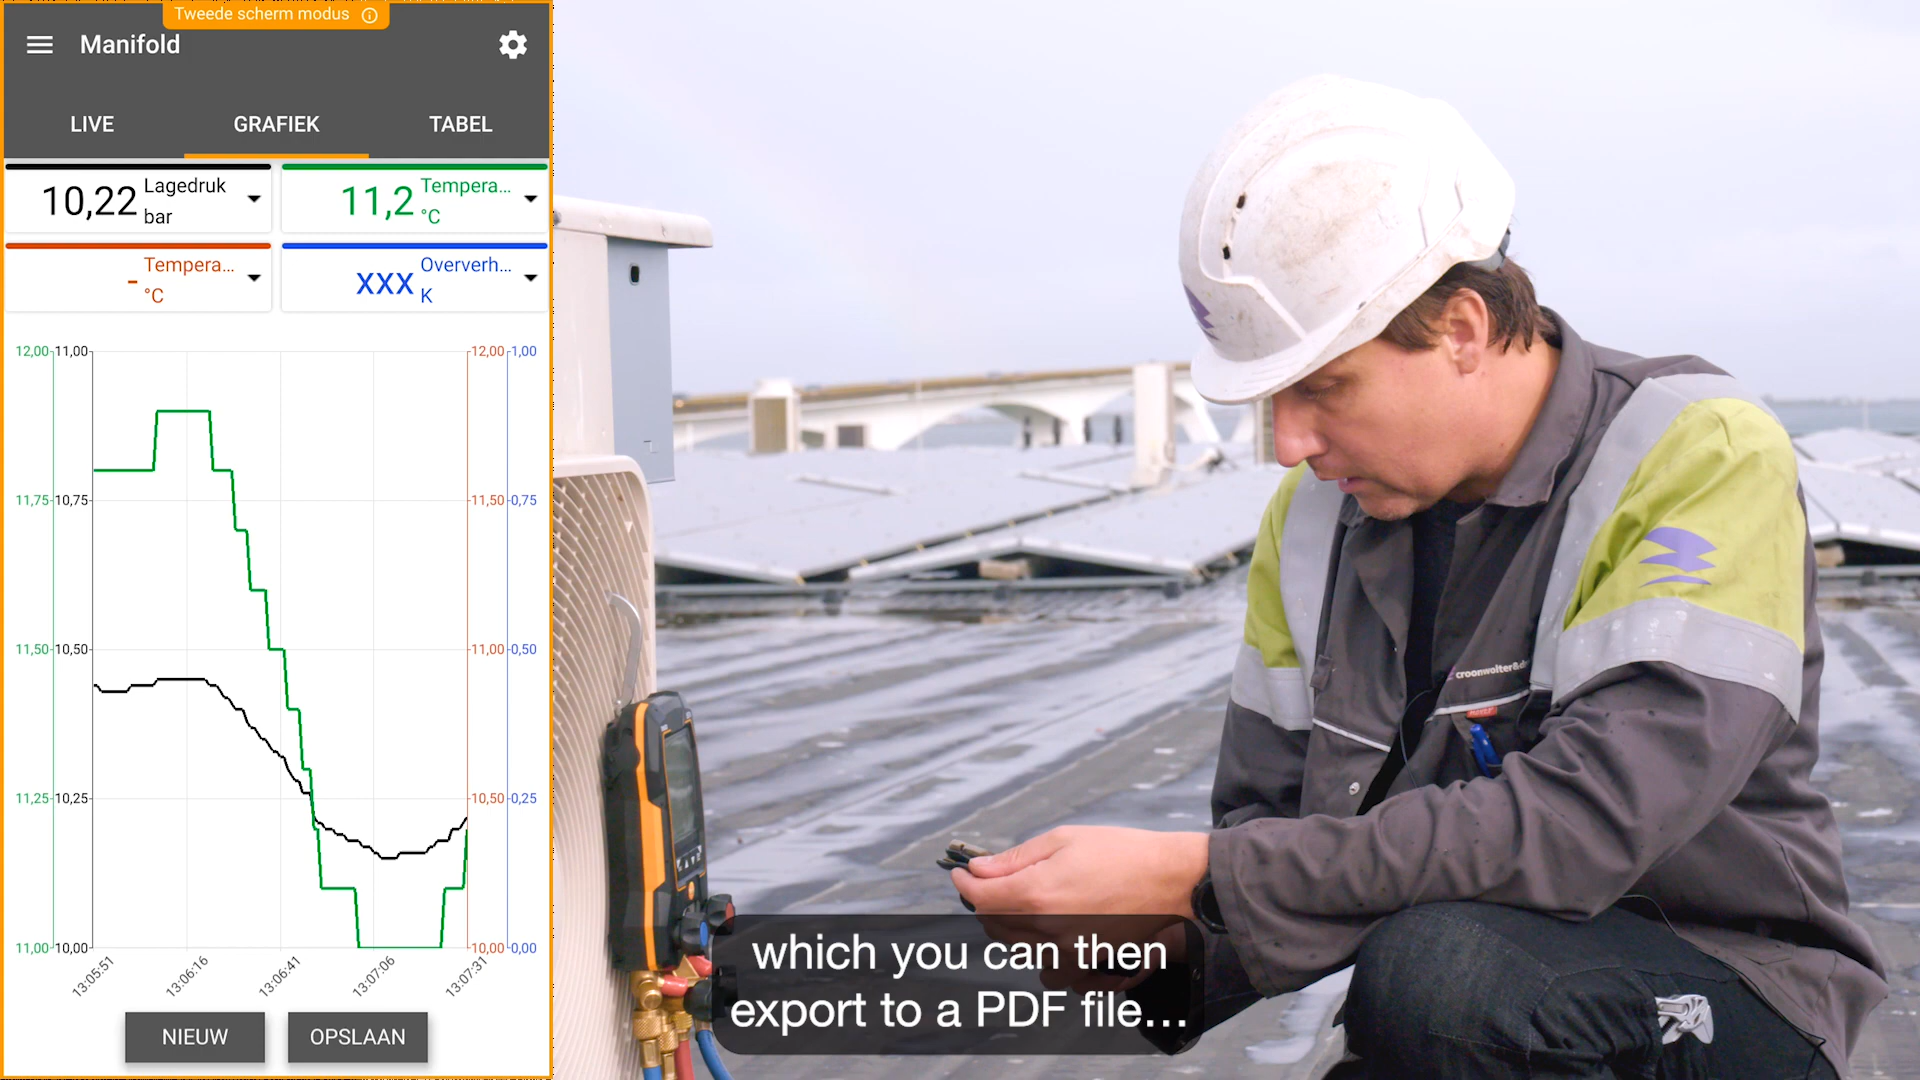 Tweede scherm modus
Manifold
LIVE
GRAFIEK
TABEL
10,22
Lagedruk
bar
11,2
Tempera...
°C
-
Tempera...
°C
xxx
Oververh...
K
12,00
11,00
12,00
1,00
11,75
10,75
11,50
0,75
11,50
10,50
11,00
0,50
11,25
10,25
10,50
0,25
11,00
10,00
10,00
0,00
13:05:51
13:06:16
13:06:41
13:07:06
13:07:31
NIEUW
OPSLAAN
croonwolter&d
which you can then
export to a PDF file...